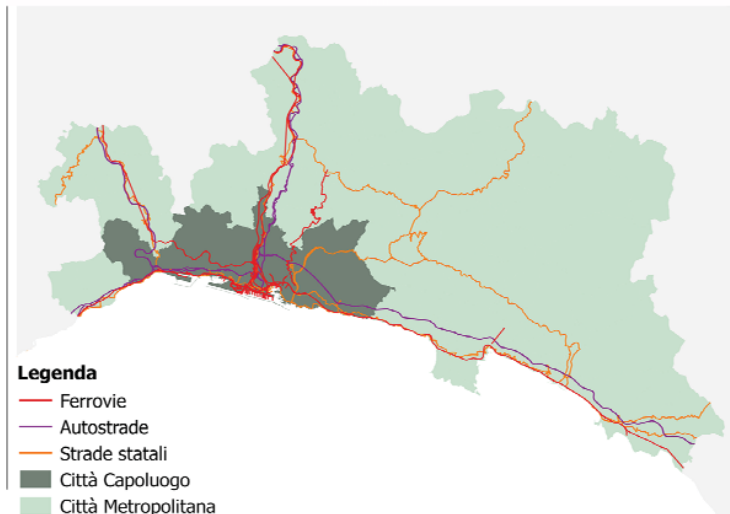 Legenda
Ferrovie
Autostrade
Strade statali
Città Capoluogo
Città Metropolitana